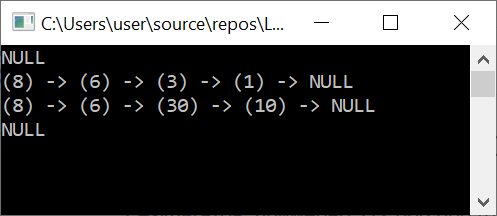 C:\Users\user\source\repos\L...
NULL
(8) -> (6) -> (3) -> (1) -> NULL
(8) -> (6) -> (30) -> (10) -> NULL
NULL